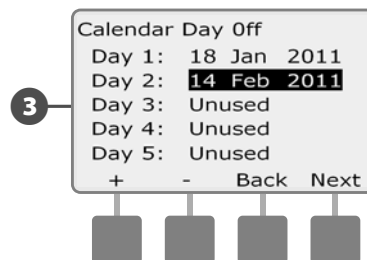 Calendar Day Off
Day 1: 18 Jan 2011
Day 2: 14 Feb 2011
3
Day 3: Unused
Day 4: Unused
Day 5: Unused
+ - Back Next